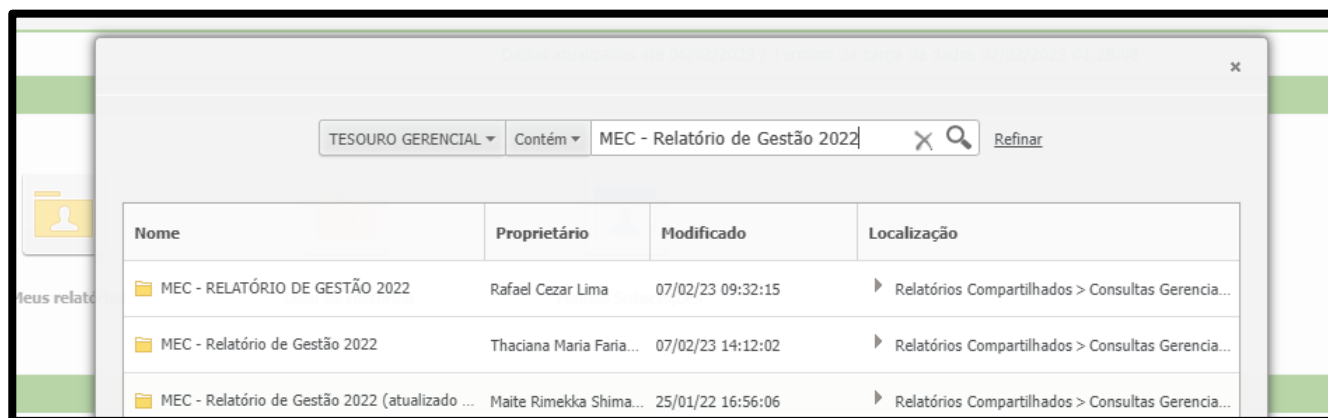 TESOURO GERENCIAL Contém MEC - Relatório de Gestão 2022 Refinar
Nome Proprietário Modificado Localização
MEC - RELATÓRIO DE GESTÃO 2022 Rafael Cezar Lima 07/02/23 09:32:15 Relatórios Compartilhados > Consultas Gerencia...
Meus relató
MEC - Relatório de Gestão 2022 Thaciana Maria Faria... 07/02/23 14:12:02 Relatórios Compartilhados > Consultas Gerencia...
MEC - Relatório de Gestão 2022 (atualizado ... Maite Rimekka Shima... 25/01/22 16:56:06 Relatórios Compartilhados > Consultas Gerencia...